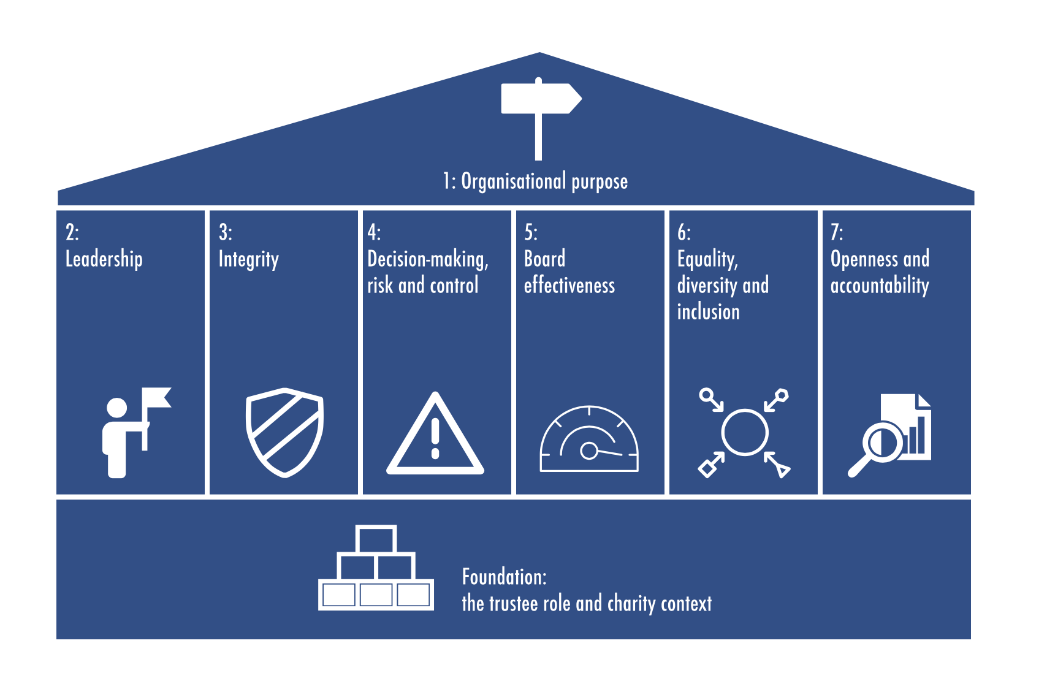 1: Organisational purpose
2:
Leadership
3:
Integrity
4:
Decision-making,
risk and control
5:
Board
effectiveness
6:
Equality,
diversity and
inclusion
7:
Openness and
accountability
Foundation:
the trustee role and charity context